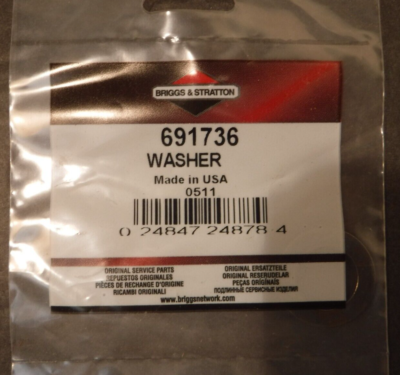 BRIGGS & STRATTON
691736
WASHER
Made in USA
0511
0 24847 24878 4
ORIGINAL SERVICE PARTS
REPUESTOS ORIGINALES
PIÈCES DE RECHANGE D'ORIGINE
RICAMBI ORIGINALI
ORIGINAL ERSATZTEILE
ORIGINAL RESERVDELAR
PEÇAS ORIGINAIS
ПОДЛИННЫЕ СЕРВИСНЫЕ ИЗДЕЛИЯ
www.briggsnetwork.com